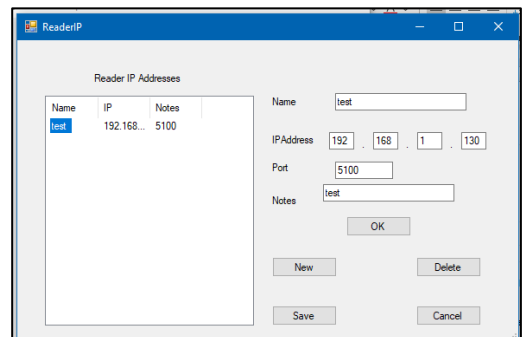 ReaderIP
Reader IP Addresses
Name IP Notes
test 192.168... 5100
Name test
IPAddress 192 . 168 . 1 . 130
Port 5100
Notes test
OK
New Delete
Save Cancel